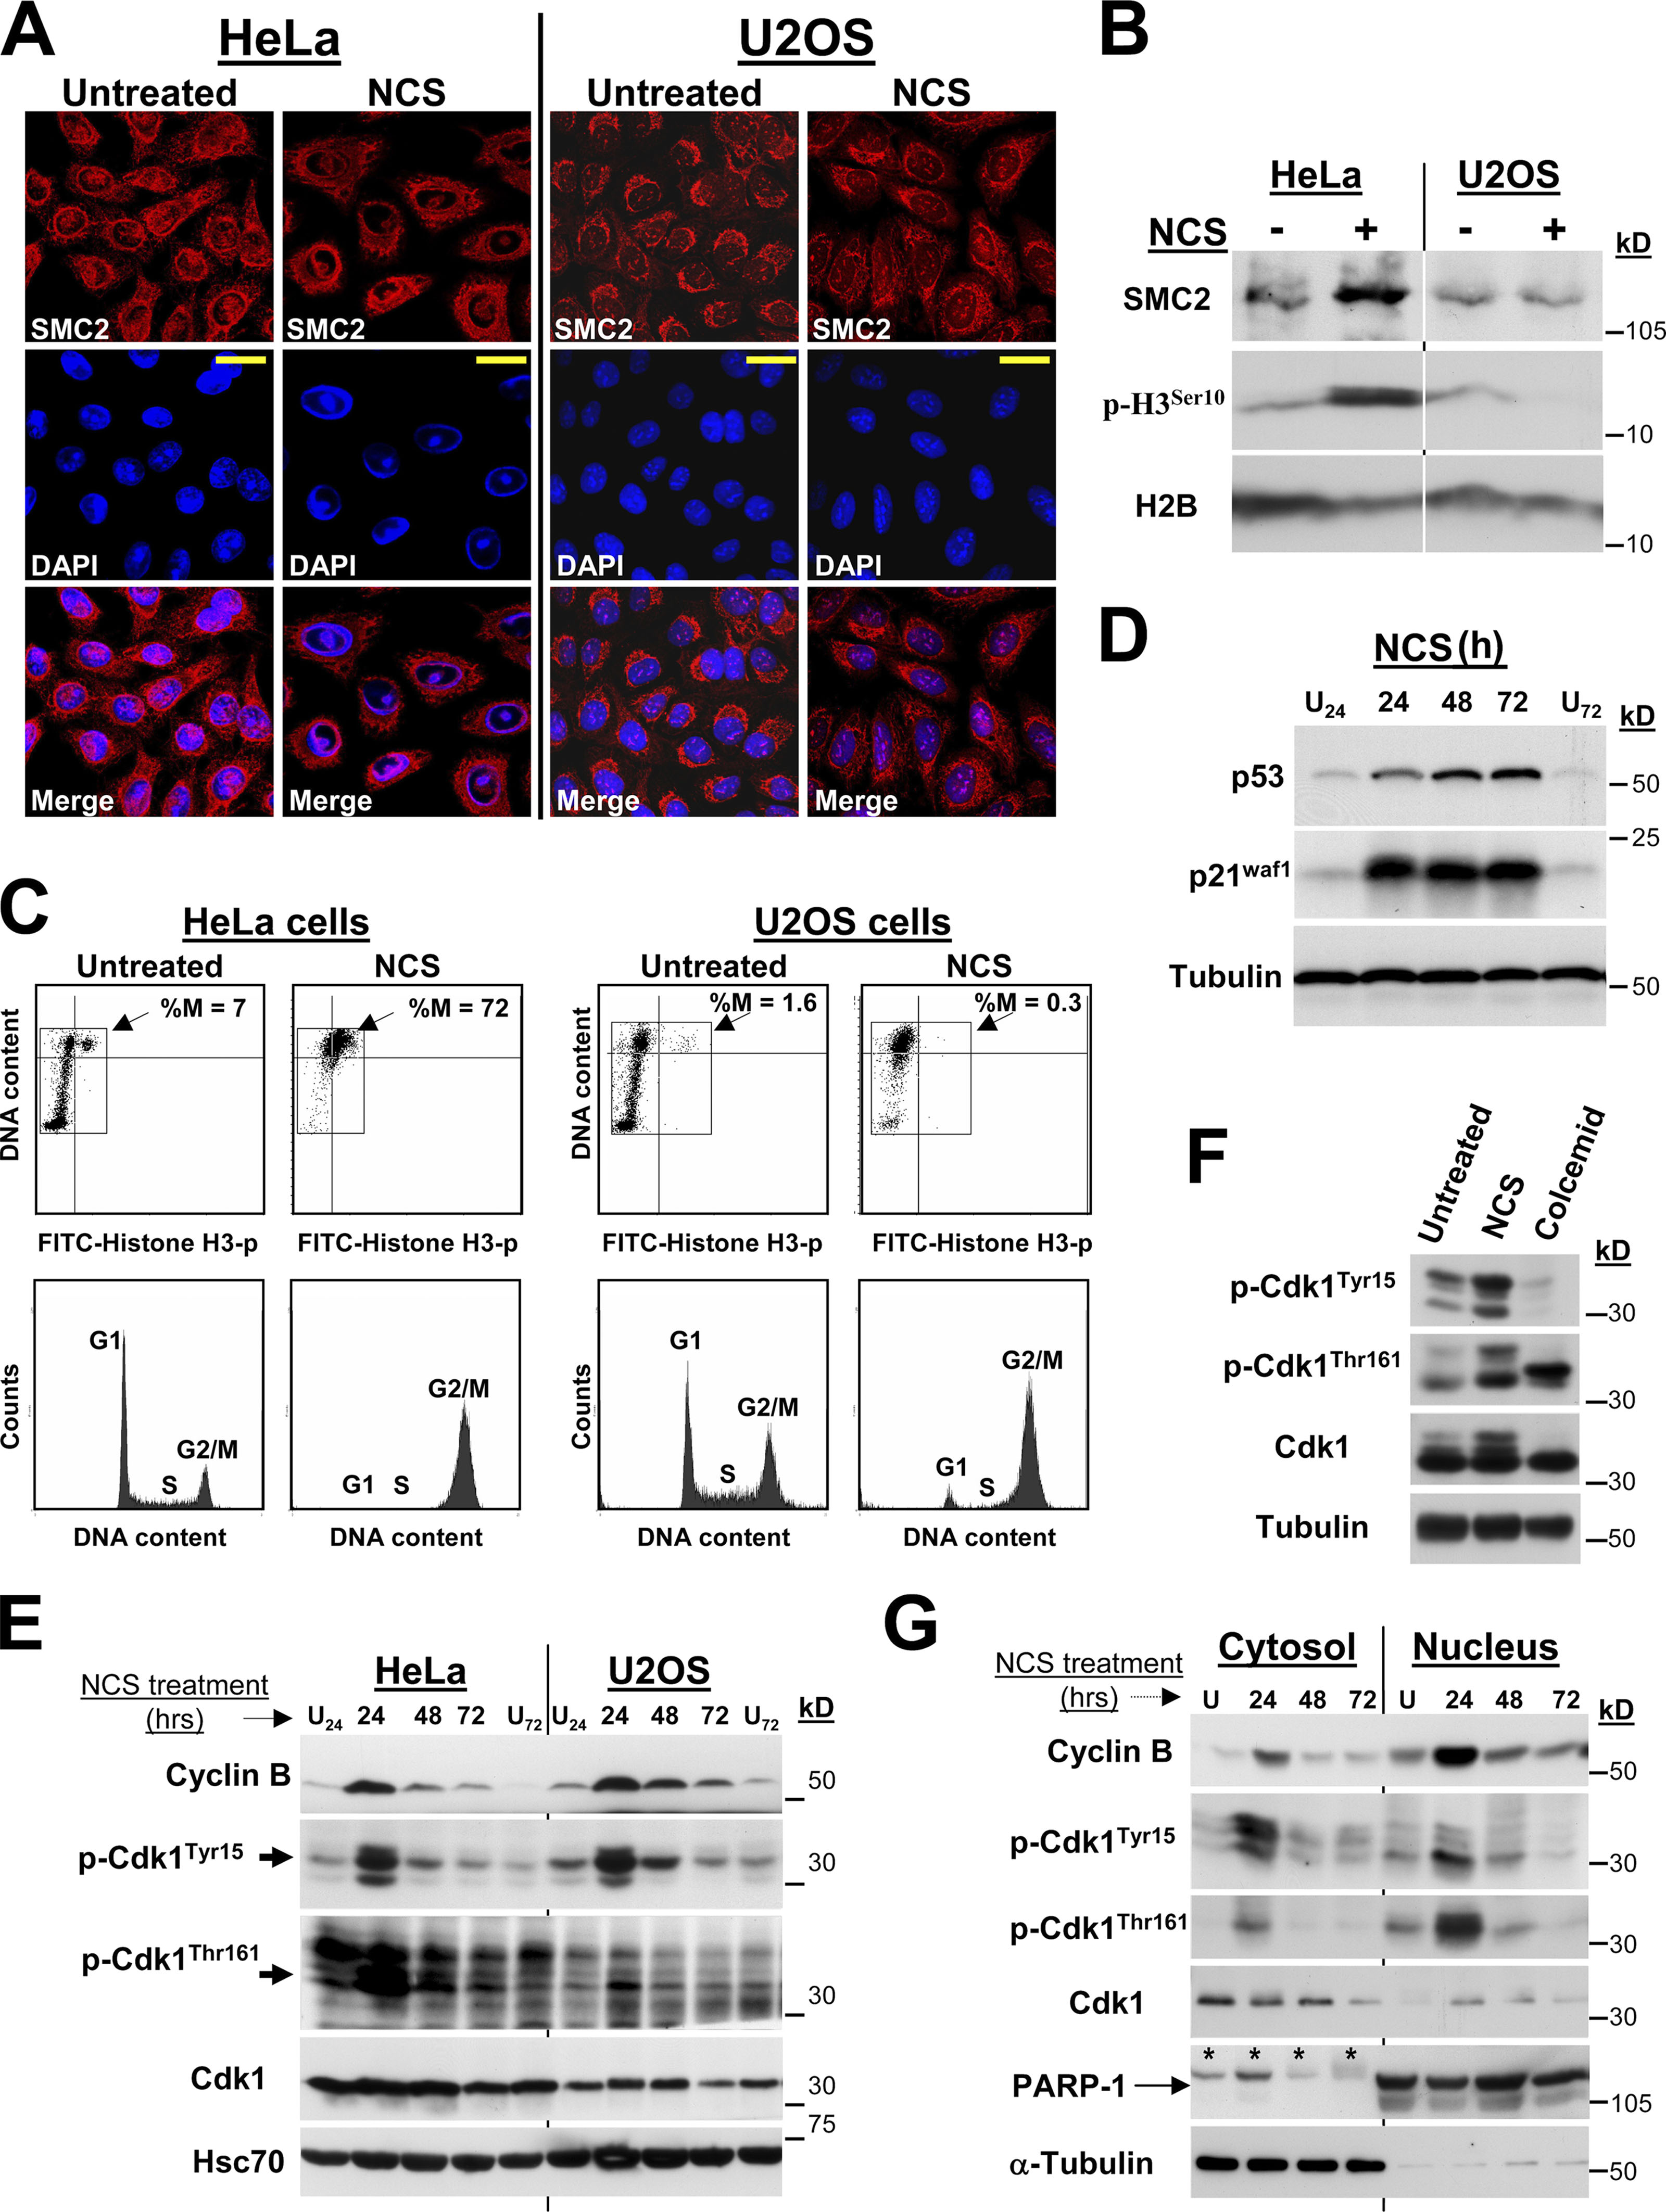 A
HeLa
U2OS
Untreated
NCS
Untreated
NCS
SMC2
SMC2
SMC2
SMC2
DAPI
DAPI
DAPI
DAPI
Merge
Merge
Merge
Merge
B
HeLa
U2OS
NCS - + - + kD
SMC2
105
p-H3Ser10
10
H2B
10
C
HeLa cells
U2OS cells
Untreated
NCS
Untreated
NCS
%M = 7
%M = 72
%M = 1.6
%M = 0.3
DNA content
DNA content
FITC-Histone H3-p
FITC-Histone H3-p
FITC-Histone H3-p
FITC-Histone H3-p
G1
S
G2/M
G1 S
G2/M
G1
S
G2/M
G1
S
G2/M
Counts
Counts
DNA content
DNA content
DNA content
DNA content
D
NCS (h)
U24 24 48 72 U72 kD
p53
50
25
p21waf1
Tubulin
50
E
HeLa
U2OS
NCS treatment
(hrs)
U24 24 48 72 U72 U24 24 48 72 U72 kD
Cyclin B
50
p-Cdk1Tyr15
30
p-Cdk1Thr161
30
Cdk1
30
75
Hsc70
F
Untreated
NCS
Colcemid
kD
p-Cdk1Tyr15
30
p-Cdk1Thr161
30
Cdk1
30
Tubulin
50
G
Cytosol
Nucleus
NCS treatment
(hrs)
U 24 48 72 U 24 48 72 kD
Cyclin B
50
p-Cdk1Tyr15
30
p-Cdk1Thr161
30
Cdk1
30
* * * *
PARP-1
105
α-Tubulin
50